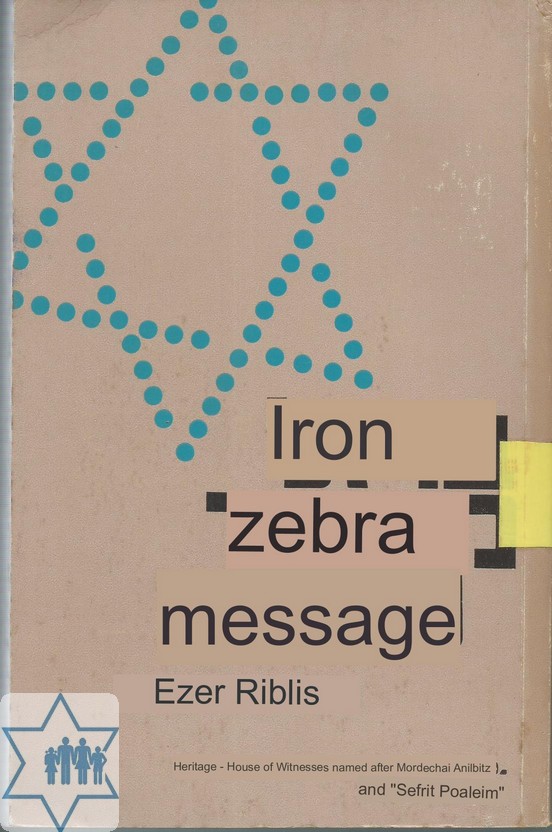 Iron
zebra
message
Ezer Riblis
Heritage - House of Witnesses named after Mordechai Anilbitz
and "Sefrit Poaleim"